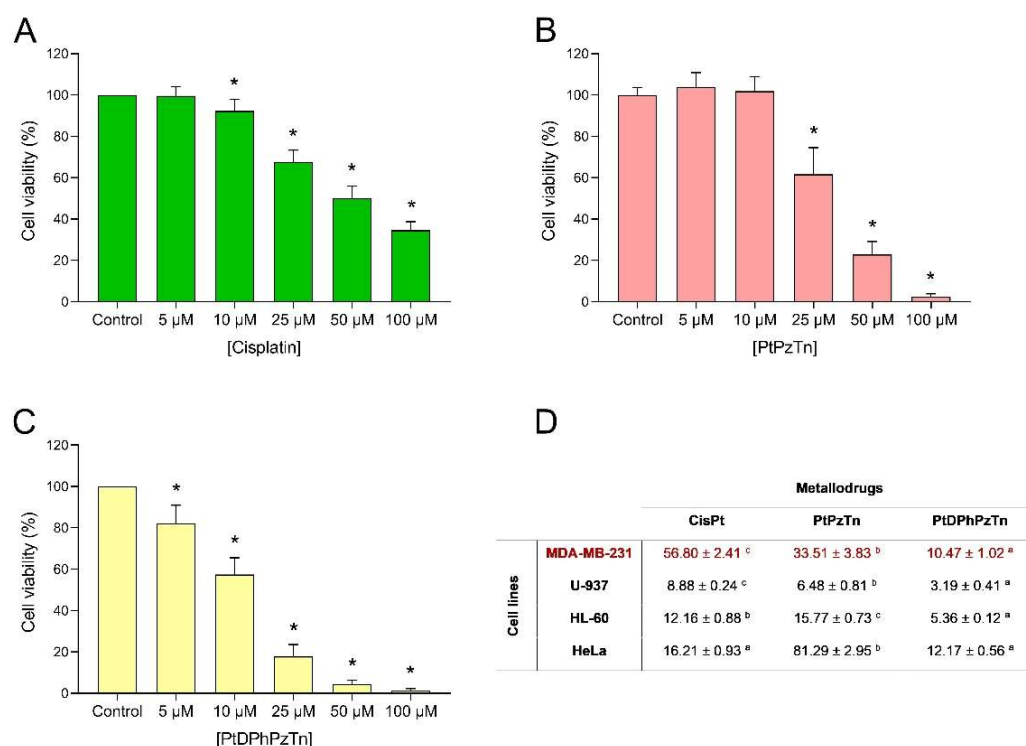 A
120
100
80
60
40
20
0
Cell viability (%)
*
*
*
*
Control 5 µM 10 µM 25 µM 50 µM 100 µM
[Cisplatin]
B
120
100
80
60
40
20
0
Cell viability (%)
*
*
*
Control 5 µM 10 µM 25 µM 50 µM 100 µM
[PtPzTn]
C
120
100
80
60
40
20
0
Cell viability (%)
*
*
*
*
*
Control 5 µM 10 µM 25 µM 50 µM 100 µM
[PtDPhPzTn]
D
Metallodrugs
CisPt PtPzTn PtDPhPzTn
Cell lines
MDA-MB-231 56.80 ± 2.41 c 33.51 ± 3.83 b 10.47 ± 1.02 a
U-937 8.88 ± 0.24 c 6.48 ± 0.81 b 3.19 ± 0.41 a
HL-60 12.16 ± 0.88 b 15.77 ± 0.73 c 5.36 ± 0.12 a
HeLa 16.21 ± 0.93 a 81.29 ± 2.95 b 12.17 ± 0.56 a